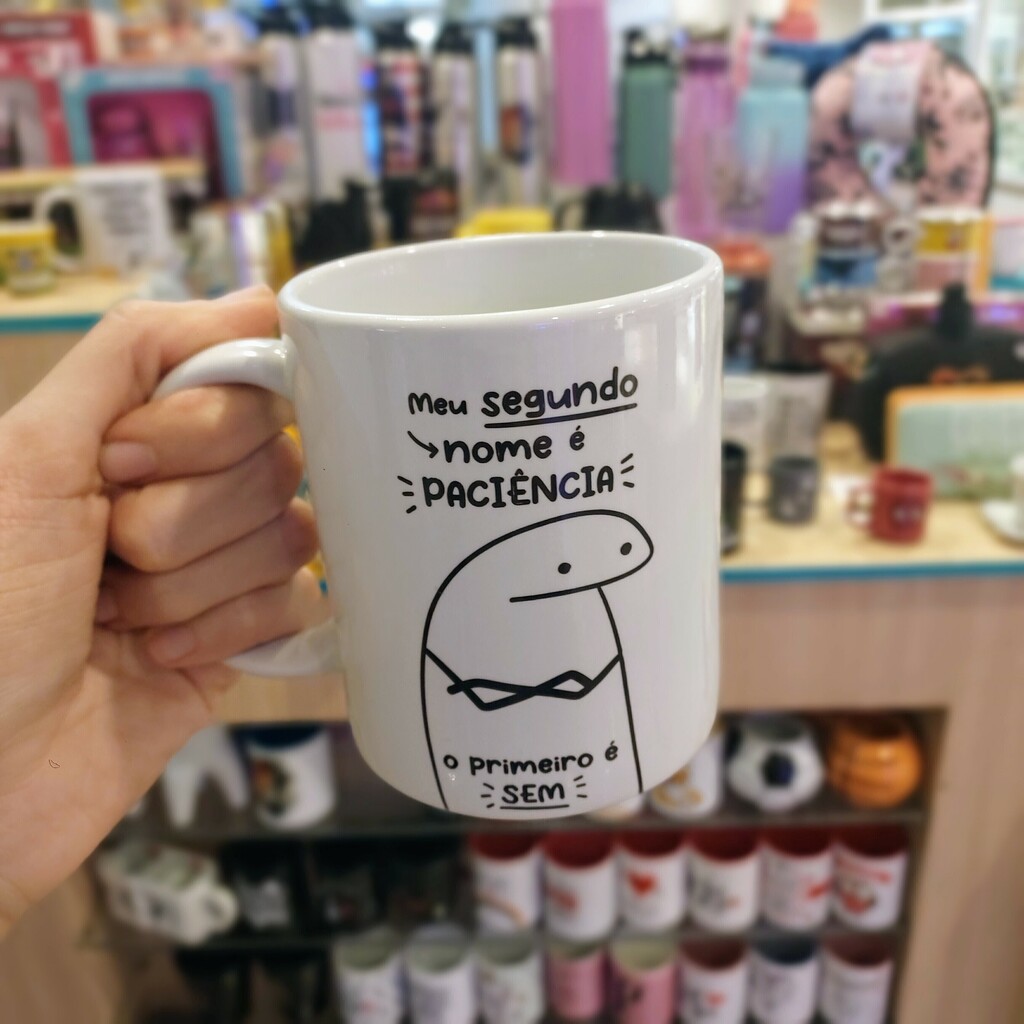 Meu segundo
nome é
PACIÊNCIA
o primeiro é
SEM